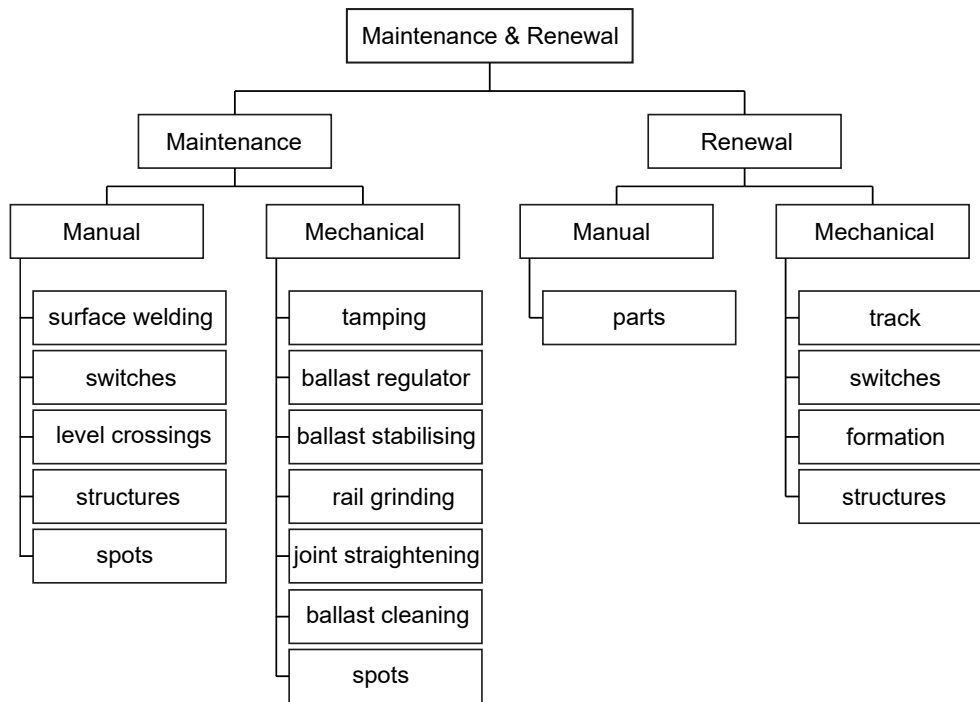 Maintenance & Renewal
Maintenance
Renewal
Manual
Mechanical
Manual
Mechanical
surface welding
switches
level crossings
structures
spots
tamping
ballast regulator
ballast stabilising
rail grinding
joint straightening
ballast cleaning
spots
parts
track
switches
formation
structures